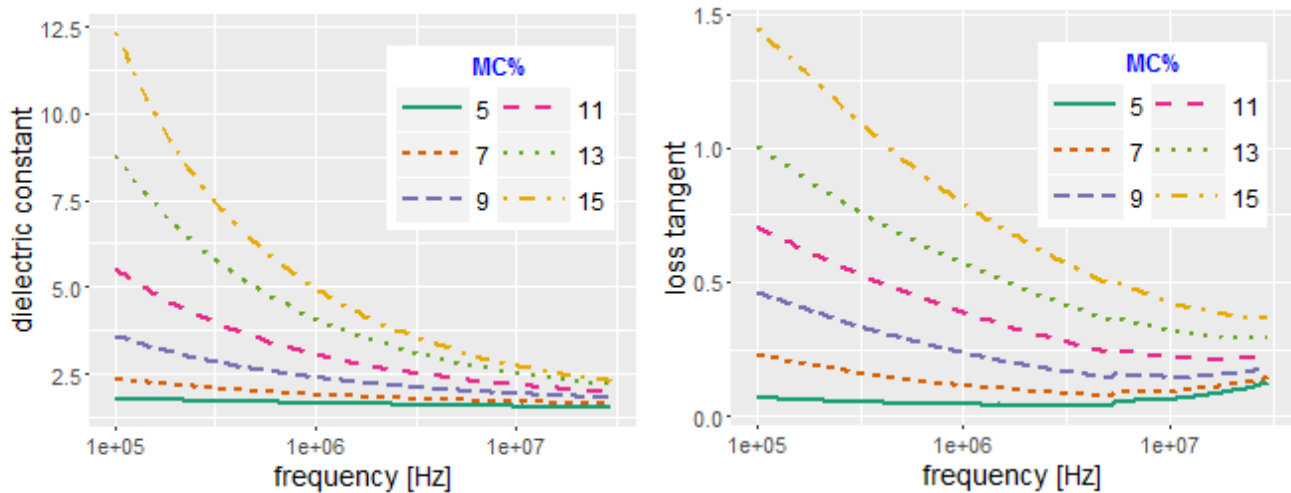 dielectric constant
12.5
10.0
7.5
5.0
2.5
MC%
5 11
7 13
9 15
1e+05 1e+06 1e+07
frequency [Hz]
loss tangent
1.5
1.0
0.5
0.0
MC%
5 11
7 13
9 15
1e+05 1e+06 1e+07
frequency [Hz]